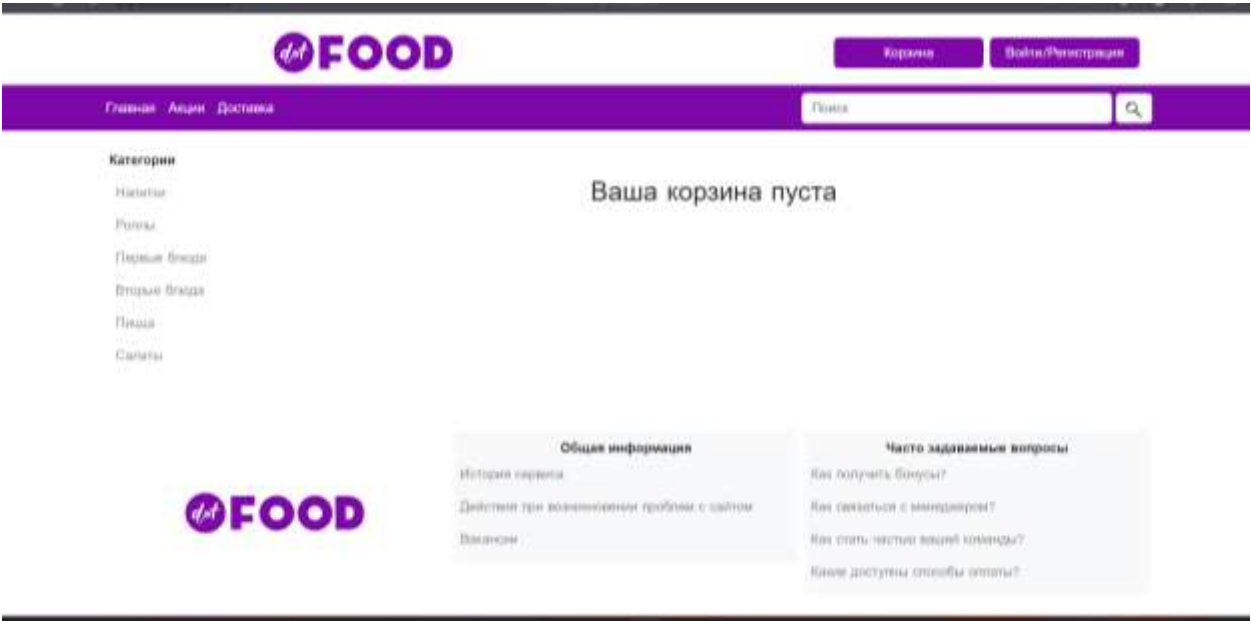 dpt FOOD
Корзина
Войти/Регистрация
Главная Акции Доставка
Поиск
Категории
Напитки
Роллы
Первые блюда
Вторые блюда
Пицца
Салаты
Ваша корзина пуста
Общая информация
История сервиса
Действия при возникновении проблем с сайтом
Вакансии
Часто задаваемые вопросы
Как получить бонусы?
Как связаться с менеджером?
Как стать частью вашей команды?
Какие доступны способы оплаты?
FOOD